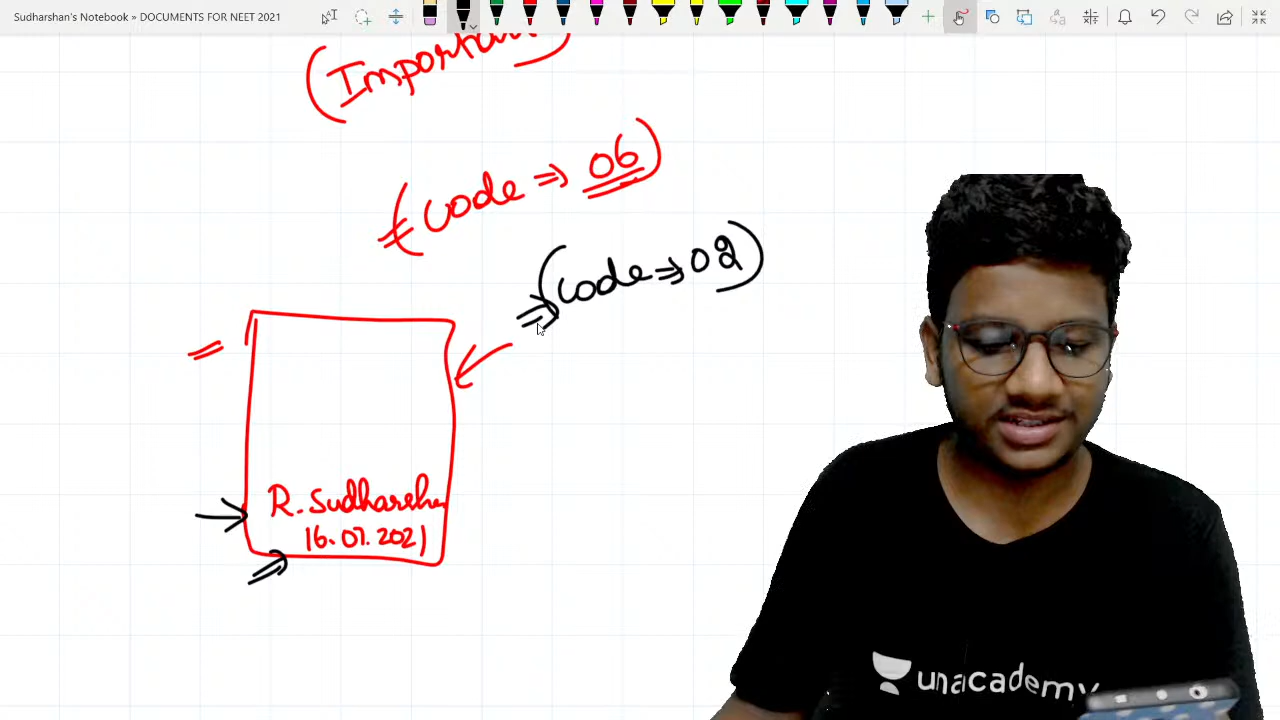 Sudharshan's Notebook » DOCUMENTS FOR NEET 2021
(Important)
(Code ⇒ 06)
(Code ⇒ 02)
R. Sudharshan
16.07.2021
unacademy